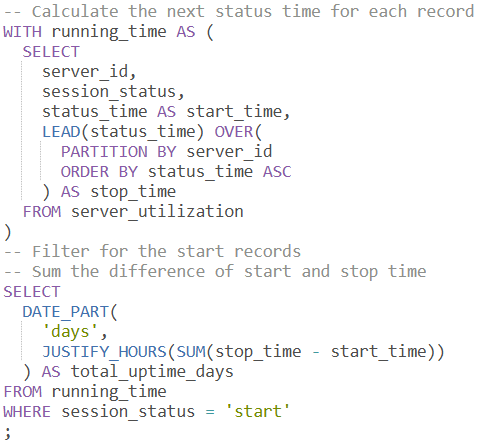 -- Calculate the next status time for each record
WITH running_time AS (
  SELECT
    server_id,
    session_status,
    status_time AS start_time,
    LEAD(status_time) OVER(
      PARTITION BY server_id
      ORDER BY status_time ASC
    ) AS stop_time
  FROM server_utilization
)
-- Filter for the start records
-- Sum the difference of start and stop time
SELECT
  DATE_PART(
    'days',
    JUSTIFY_HOURS(SUM(stop_time - start_time))
  ) AS total_uptime_days
FROM running_time
WHERE session_status = 'start'
;